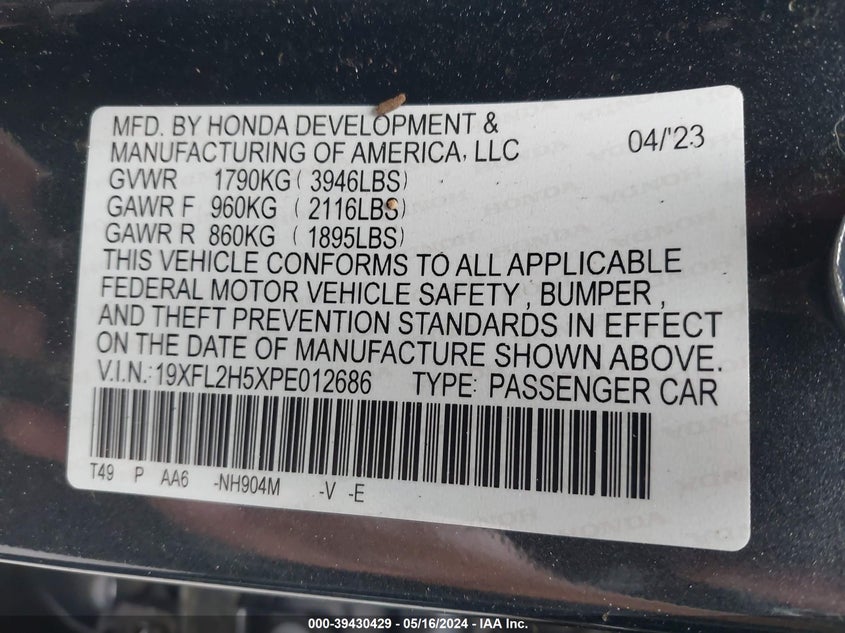 MFD. BY HONDA DEVELOPMENT &
MANUFACTURING OF AMERICA, LLC 04/'23
GVWR 1790KG ( 3946LBS)
GAWR F 960KG ( 2116LBS)
GAWR R 860KG ( 1895LBS)
THIS VEHICLE CONFORMS TO ALL APPLICABLE
FEDERAL MOTOR VEHICLE SAFETY , BUMPER ,
AND THEFT PREVENTION STANDARDS IN EFFECT
ON THE DATE OF MANUFACTURE SHOWN ABOVE.
V.I.N.:19XFL2H5XPE012686 TYPE: PASSENGER CAR
T49 P AA6 -NH904M -V -E
HONDA
000-39430429 - 05/16/2024 - IAA Inc.